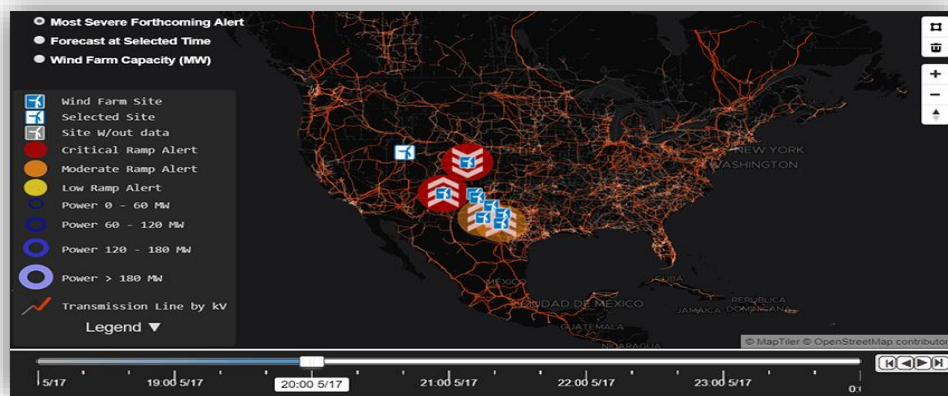 Most Severe Forthcoming Alert
Forecast at Selected Time
Wind Farm Capacity (MW)
Wind Farm Site
Selected Site
Site W/out data
Critical Ramp Alert
Moderate Ramp Alert
Low Ramp Alert
Power 0 - 60 MW
Power 60 - 120 MW
Power 120 - 180 MW
Power > 180 MW
Transmission Line by kV
Legend ▼
NEW YORK
WASHINGTON
MÉXICO
CIUDAD DE MÉXICO
CUBA
JAMAICA
REPÚBLICA
DOMINICANA
GUATEMALA
NICARAGUA
© MapTiler © OpenStreetMap contributor
5/17
19:00 5/17
20:00 5/17
21:00 5/17
22:00 5/17
23:00 5/17